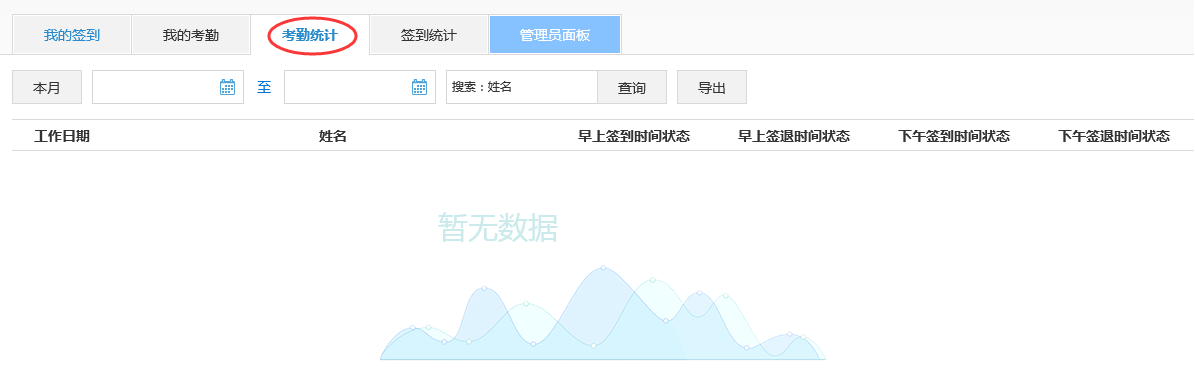 我的签到 我的考勤 考勤统计 签到统计 管理员面板
本月 至 搜索：姓名 查询 导出
工作日期 姓名 早上签到时间状态 早上签退时间状态 下午签到时间状态 下午签退时间状态
暂无数据